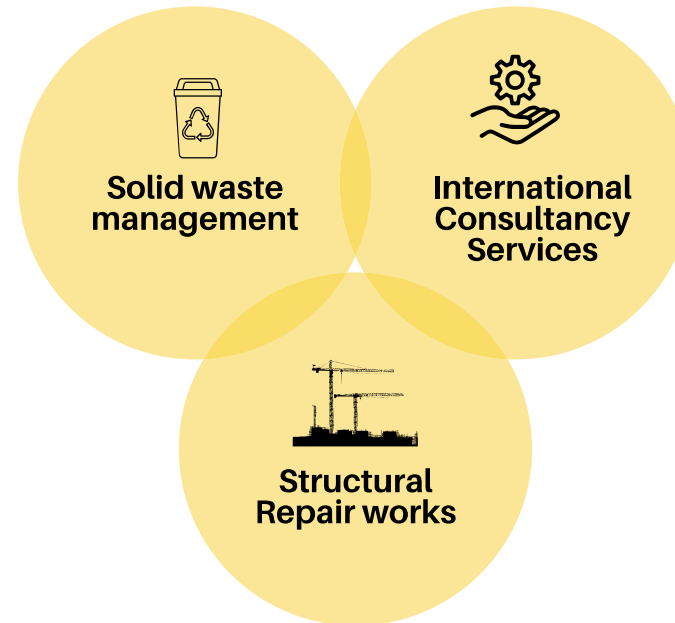 Solid waste
management
International
Consultancy
Services
Structural
Repair works